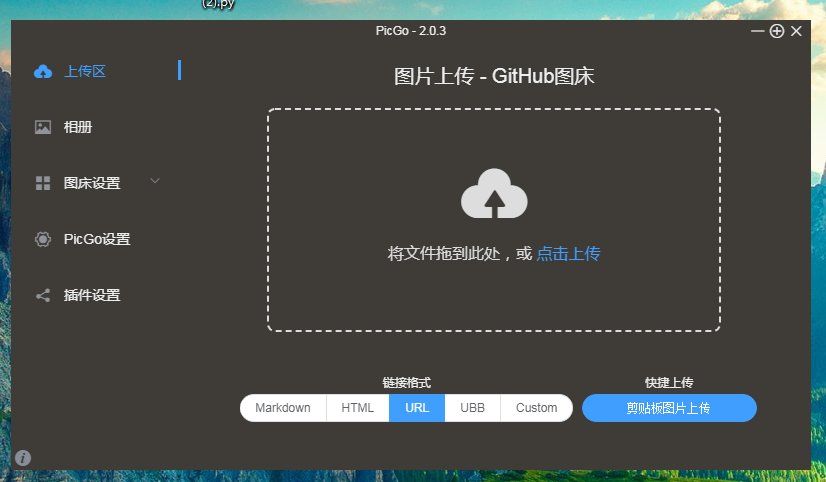 (2).py
PicGo - 2.0.3
上传区
相册
图床设置
PicGo设置
插件设置
图片上传 - GitHub图床
将文件拖到此处，或 点击上传
链接格式
Markdown HTML URL UBB Custom
快捷上传
剪贴板图片上传